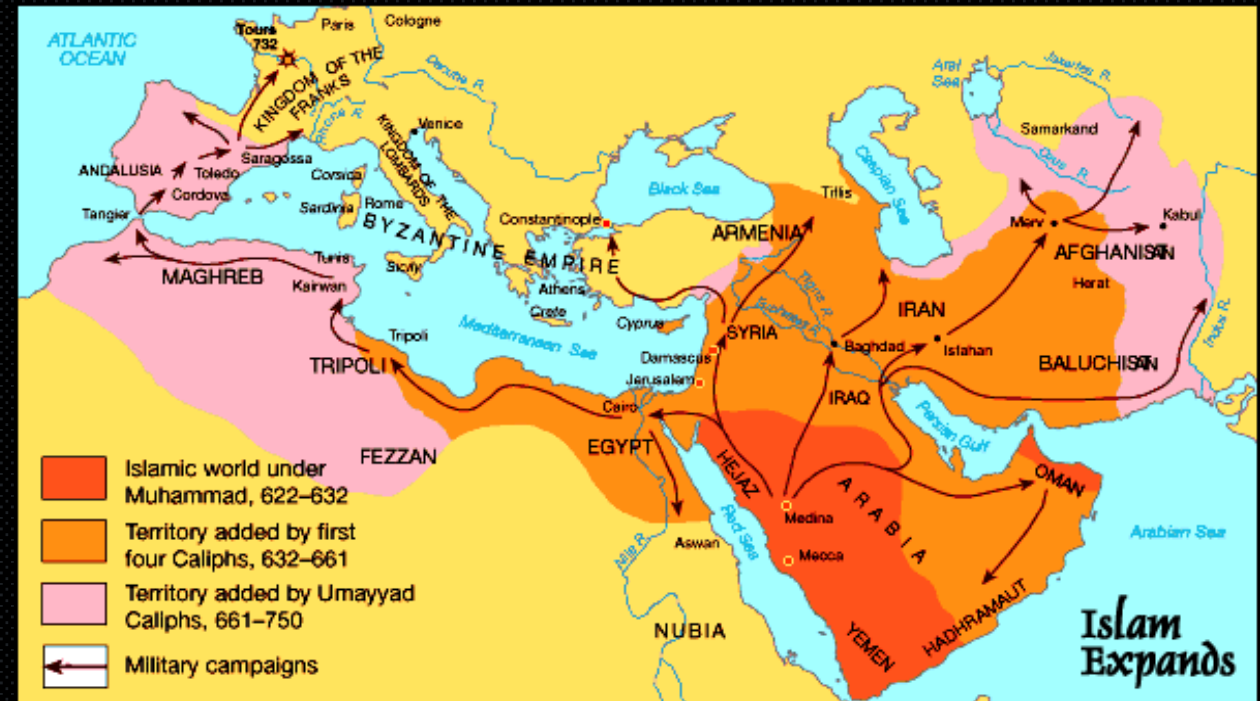 ATLANTIC
OCEAN
Tours
732
Paris
Cologne
KINGDOM OF THE
FRANKS
Danube R.
Rhone R.
Venice
KINGDOM OF THE
LOMBARDS
Aral
Sea
Jaxartes R.
Samarkand
Oxus R.
Caspian Sea
Black Sea
Tiflis
ANDALUSIA
Saragossa
Toledo
Cordova
Corsica
Sardinia
Rome
Tangier
Constantinople
BYZANTINE EMPIRE
ARMENIA
Merv
Kabul
AFGHANISTAN
Herat
MAGHREB
Tunis
Kairwan
Sicily
Athens
Crete
Cyprus
Tigris R.
Euphrates R.
IRAN
SYRIA
Mediterranean Sea
Tripoli
TRIPOLI
Damascus
Jerusalem
Baghdad
Isfahan
BALUCHISTAN
Indus R.
IRAQ
Cairo
EGYPT
Persian Gulf
FEZZAN
HEJAZ
ARABIA
OMAN
Medina
Mecca
Red Sea
Arabian Sea
Nile R.
Aswan
NUBIA
YEMEN
HADHRAMAUT
Islamic world under
Muhammad, 622–632
Territory added by first
four Caliphs, 632–661
Territory added by Umayyad
Caliphs, 661–750
Military campaigns
Islam
Expands